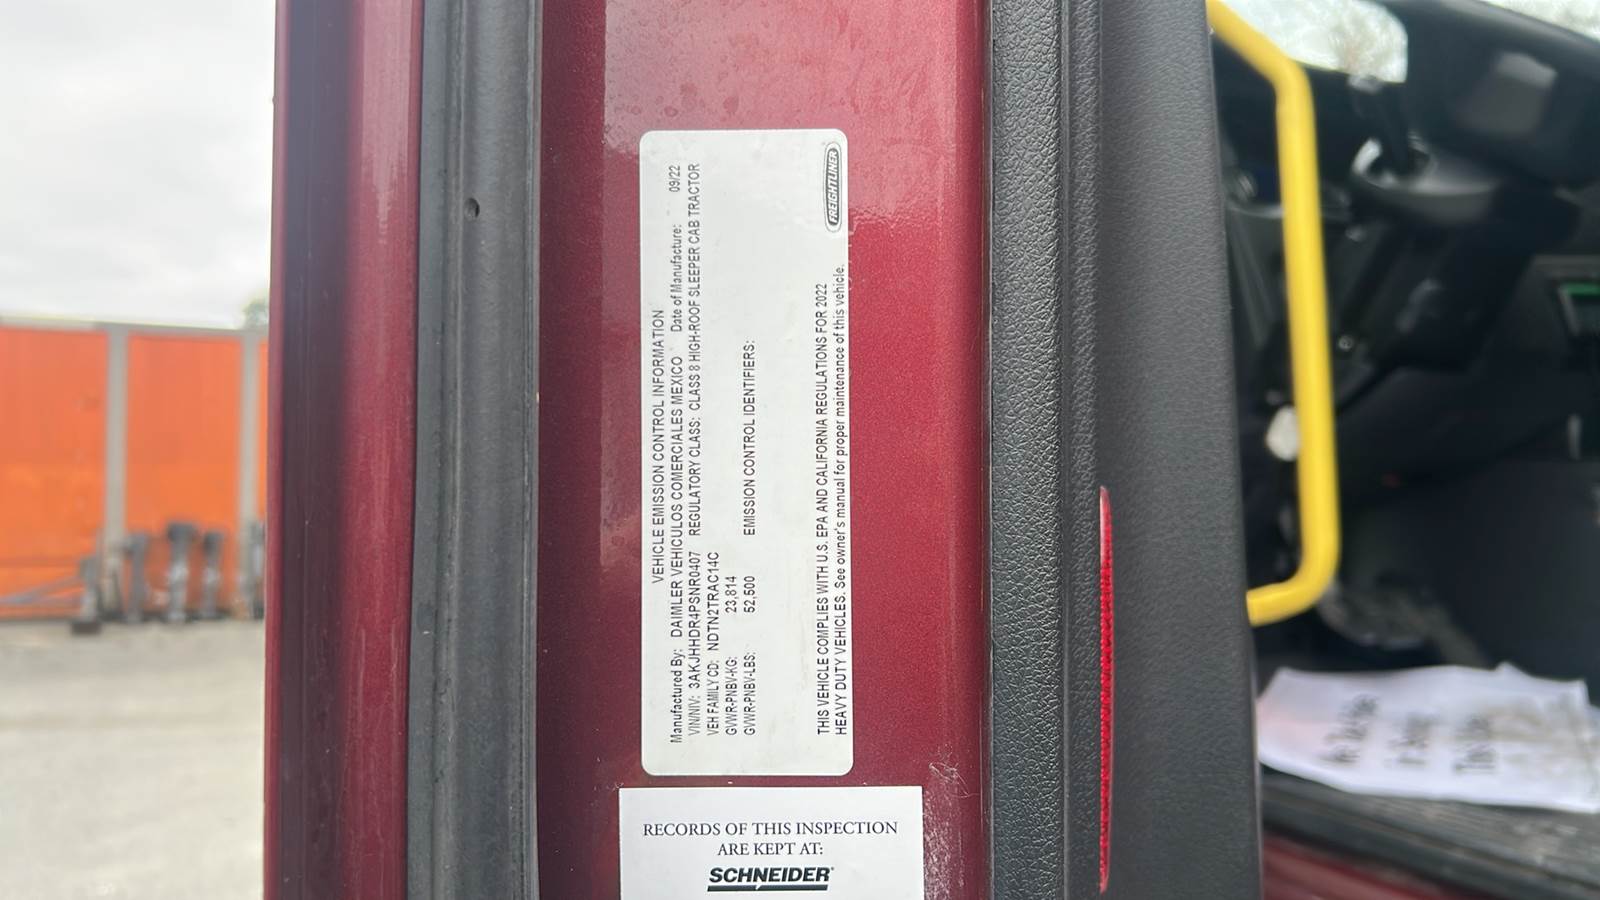 VEHICLE EMISSION CONTROL INFORMATION
Manufactured By: DAIMLER VEHICULOS COMERCIALES MEXICO Date of Manufacture: 09/22
VIN/NIV: 3AKJHHDR4PSNR0407 REGULATORY CLASS: CLASS 8 HIGH-ROOF SLEEPER CAB TRACTOR
VEH FAMILY CD: NDTN2TRAC14C
GVWR-PNBV-KG: 23,814
GVWR-PNBV-LBS: 52,500 EMISSION CONTROL IDENTIFIERS:
THIS VEHICLE COMPLIES WITH U.S. EPA AND CALIFORNIA REGULATIONS FOR 2022
HEAVY DUTY VEHICLES. See owner's manual for proper maintenance of this vehicle.
FREIGHTLINER
RECORDS OF THIS INSPECTION
ARE KEPT AT:
SCHNEIDER